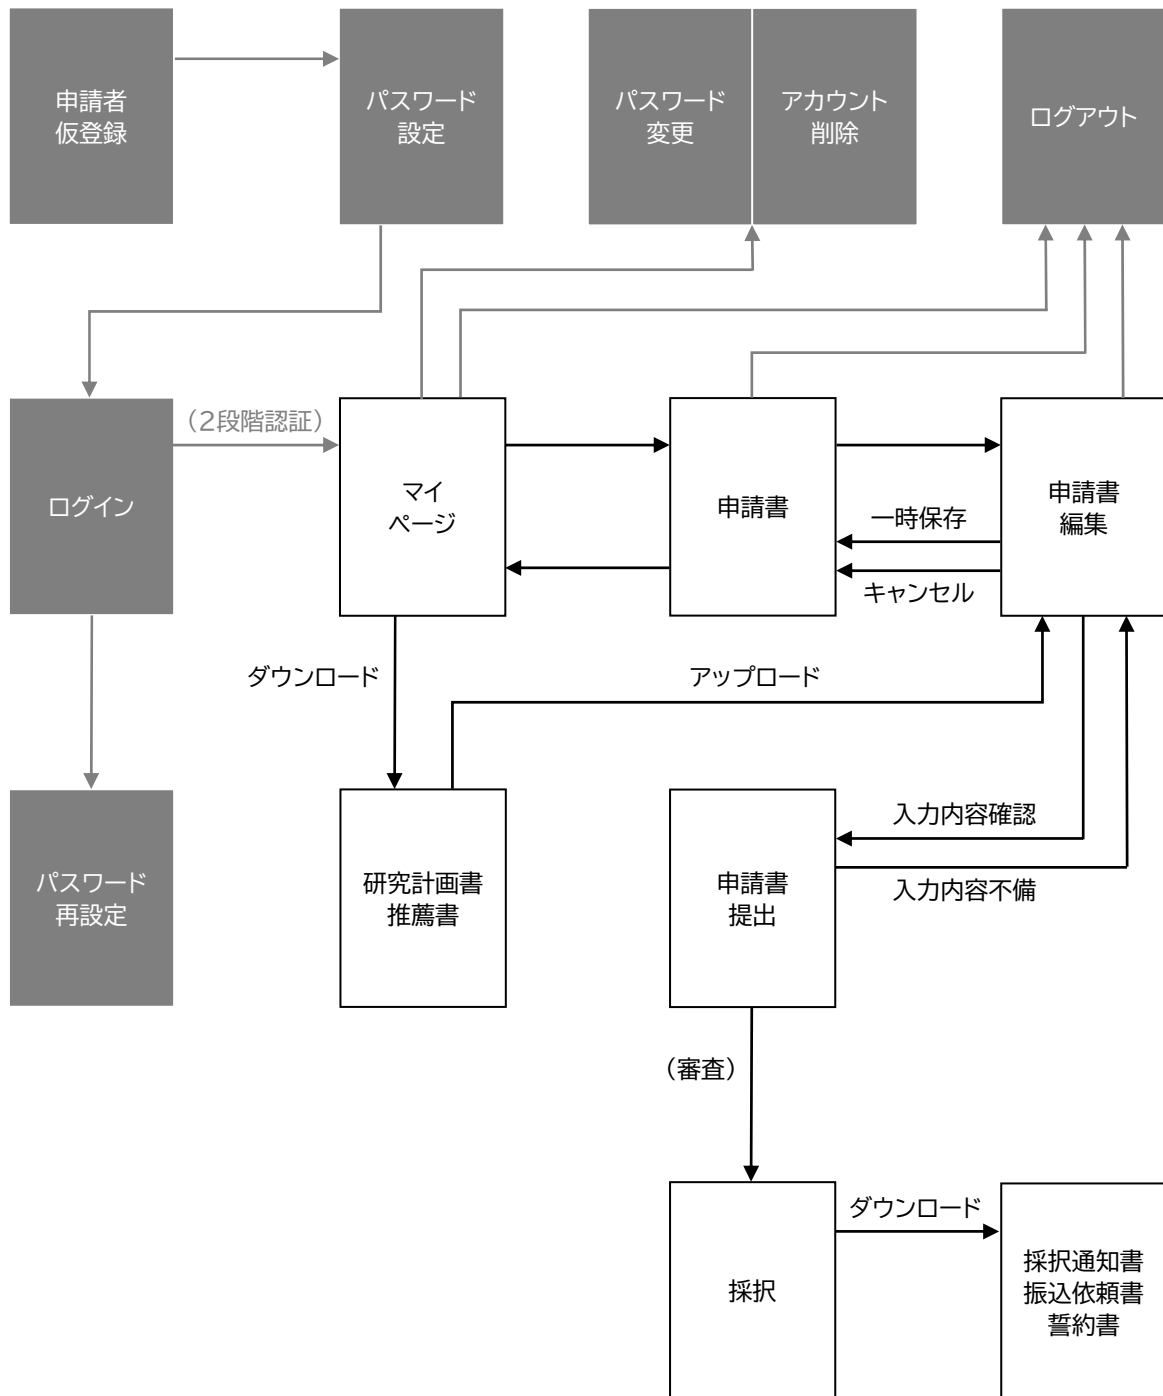 申請者
仮登録
パスワード
設定
パスワード
変更
アカウント
削除
ログアウト
ログイン
（2段階認証）
マイ
ページ
申請書
一時保存
キャンセル
申請書
編集
ダウンロード
アップロード
パスワード
再設定
研究計画書
推薦書
申請書
提出
入力内容確認
入力内容不備
（審査）
採択
ダウンロード
採択通知書
振込依頼書
誓約書